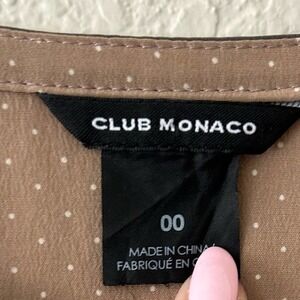 CLUB MONACO
00
MADE IN CHINA
FABRIQUÉ EN